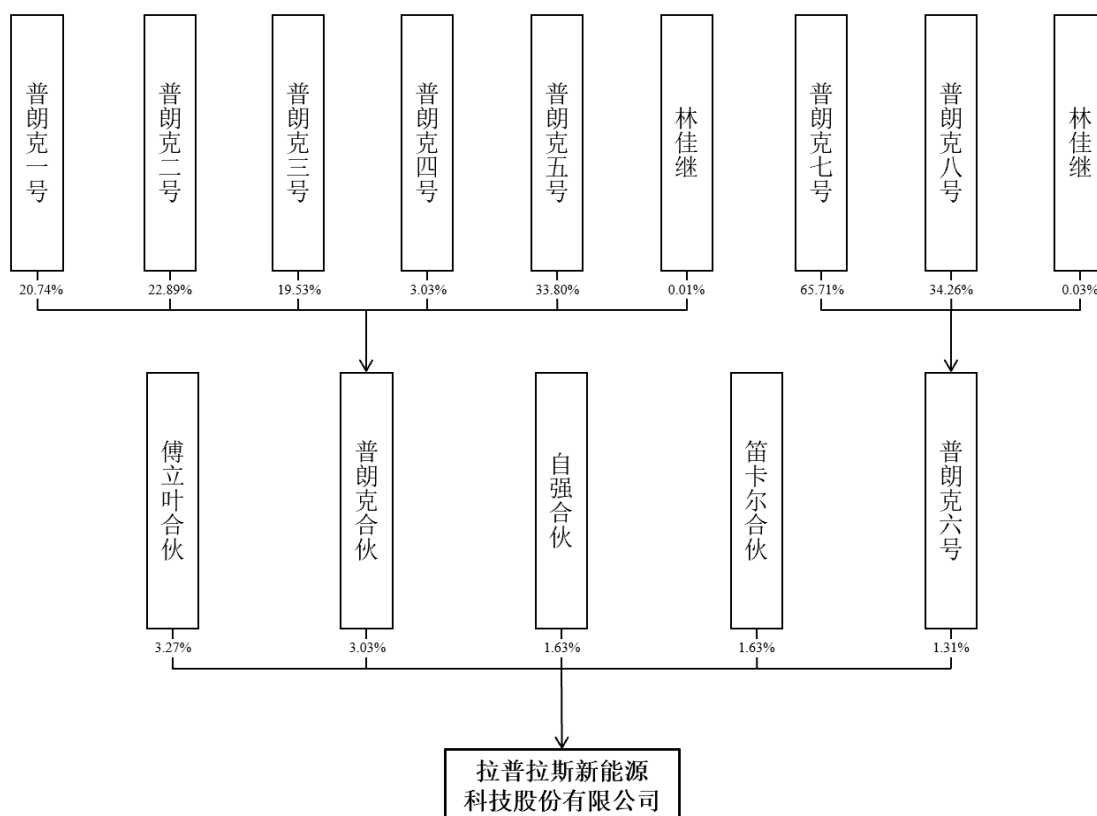 普朗克一号
普朗克二号
普朗克三号
普朗克四号
普朗克五号
林佳继
普朗克七号
普朗克八号
林佳继
20.74%
22.89%
19.53%
3.03%
33.80%
0.01%
65.71%
34.26%
0.03%
傅立叶合伙
普朗克合伙
自强合伙
笛卡尔合伙
普朗克六号
3.27%
3.03%
1.63%
1.63%
1.31%
拉普拉斯新能源
科技股份有限公司